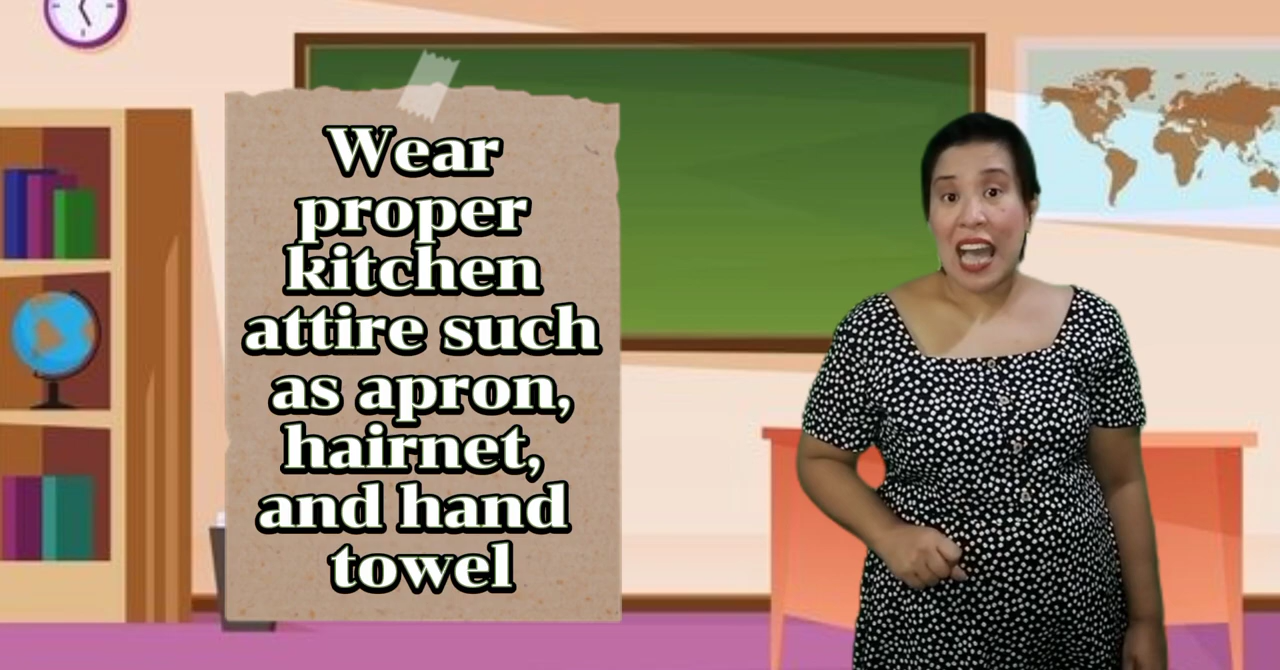 Wear
proper
kitchen
attire such
as apron,
hairnet,
and hand
towel